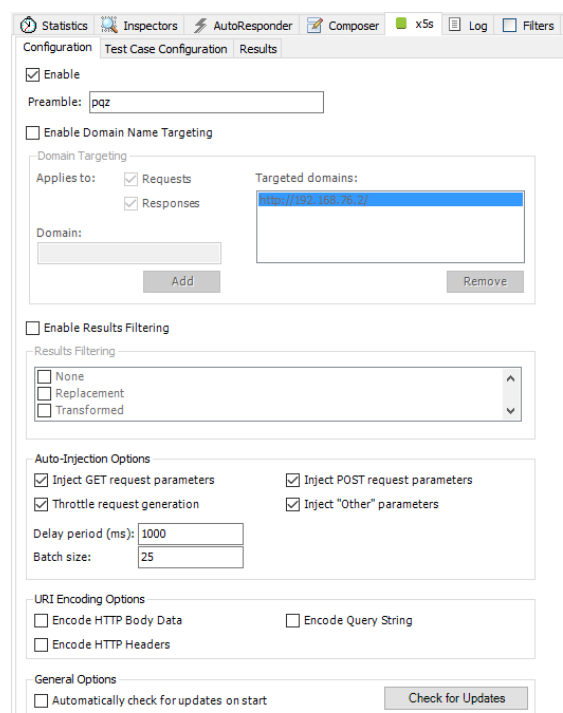 Statistics Inspectors AutoResponder Composer x5s Log Filters
Configuration Test Case Configuration Results
Enable
Preamble: pqz
Enable Domain Name Targeting
Domain Targeting
Applies to: Requests Targeted domains:
http://192.168.76.2/
Responses
Domain:
Add Remove
Enable Results Filtering
Results Filtering
None
Replacement
Transformed
Auto-Injection Options
Inject GET request parameters Inject POST request parameters
Throttle request generation Inject "Other" parameters
Delay period (ms): 1000
Batch size: 25
URI Encoding Options
Encode HTTP Body Data Encode Query String
Encode HTTP Headers
General Options
Automatically check for updates on start Check for Updates